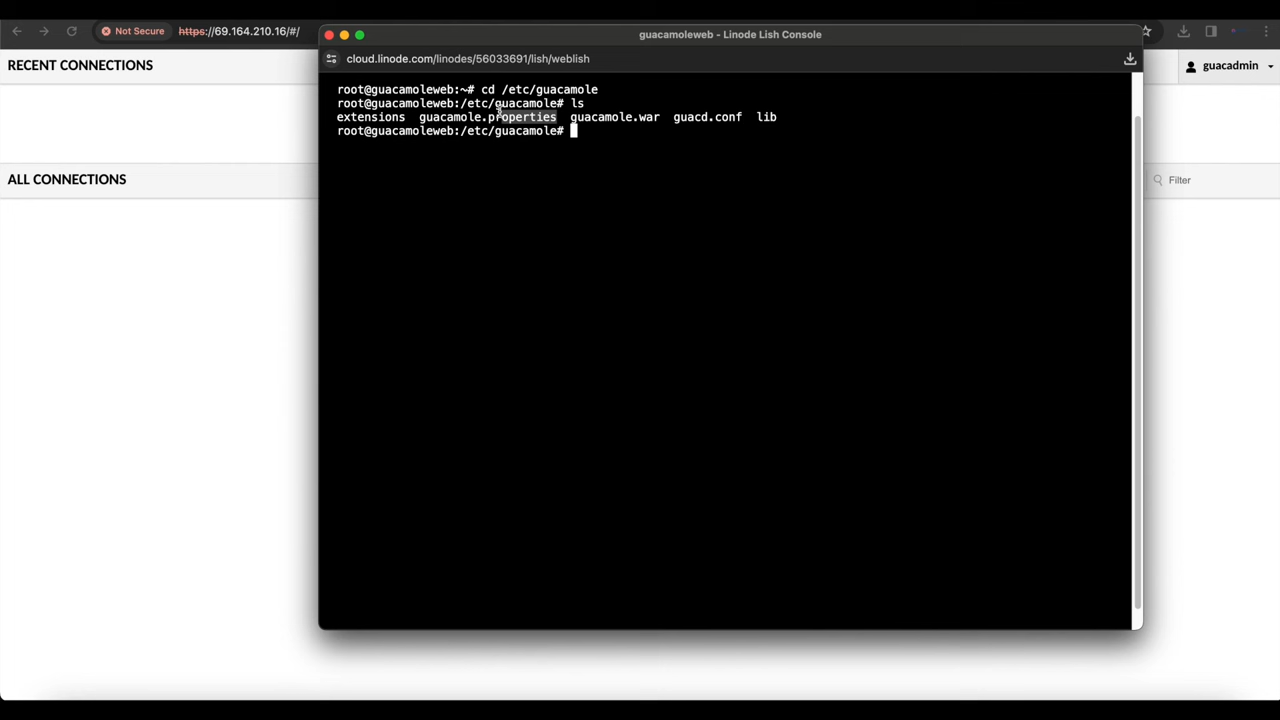 Not Secure https://69.164.210.16/#/
guacamoleweb - Linode Lish Console
cloud.linode.com/linodes/56033691/lish/weblish
RECENT CONNECTIONS
guacadmin
root@guacamoleweb:~# cd /etc/guacamole
root@guacamoleweb:/etc/guacamole# ls
extensions guacamole.properties guacamole.war guacd.conf lib
root@guacamoleweb:/etc/guacamole#
ALL CONNECTIONS
Filter